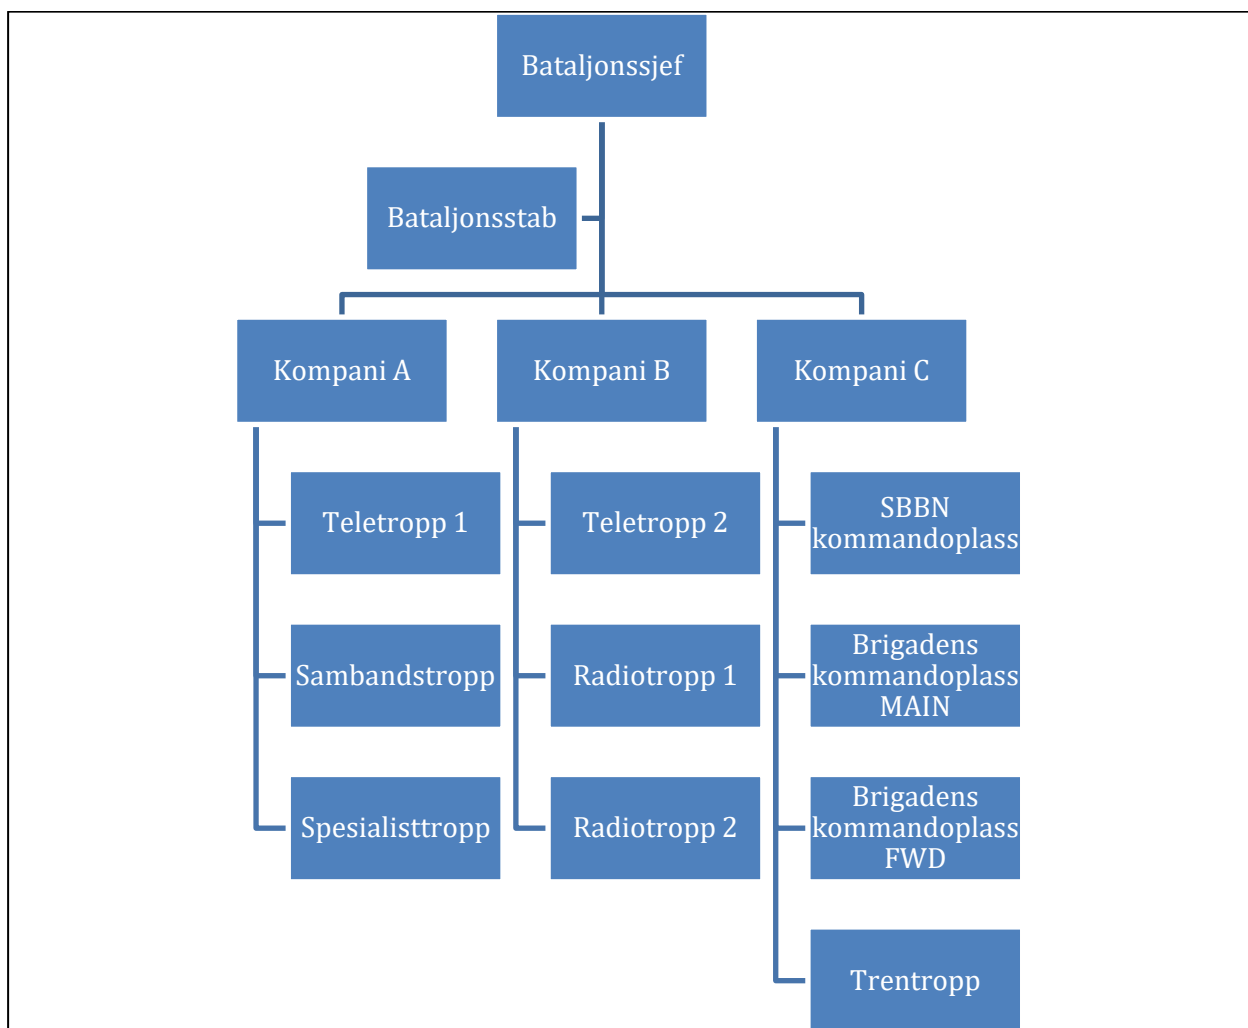 Bataljonssjef
Bataljonsstab
Kompani A
Kompani B
Kompani C
Teletropp 1
Teletropp 2
SBBN
kommandoplass
Sambandstropp
Radiotropp 1
Brigadens
kommandoplass
MAIN
Spesialisttropp
Radiotropp 2
Brigadens
kommandoplass
FWD
Trentropp